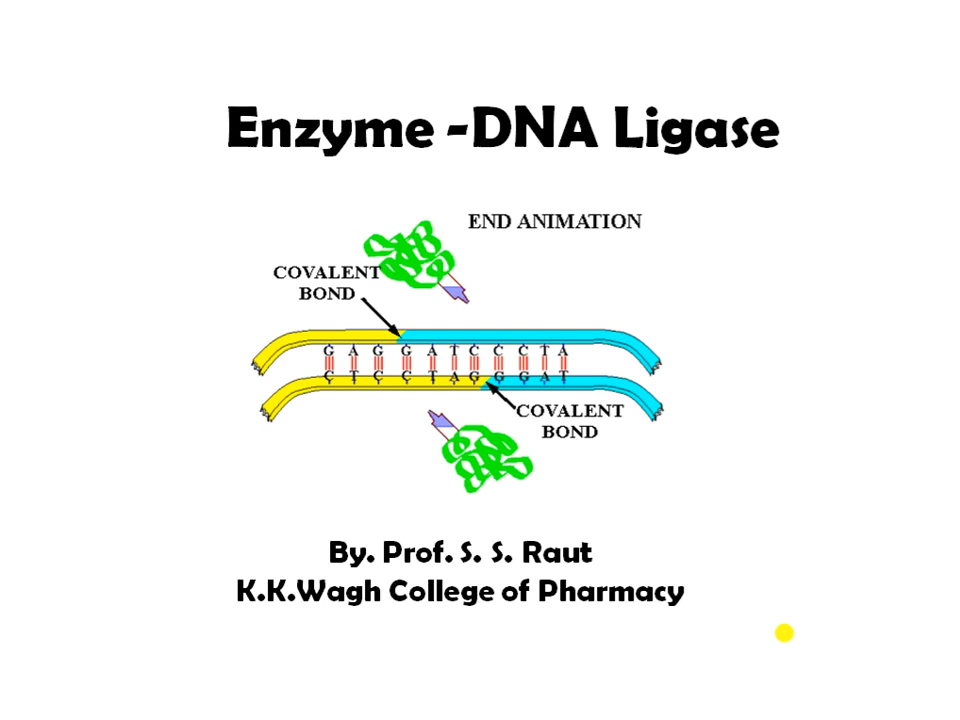 Enzyme -DNA Ligase
END ANIMATION
COVALENT
BOND
G A G G A T C C C T A
C T C C T A G G G A T
COVALENT
BOND
By. Prof. S. S. Raut
K.K.Wagh College of Pharmacy